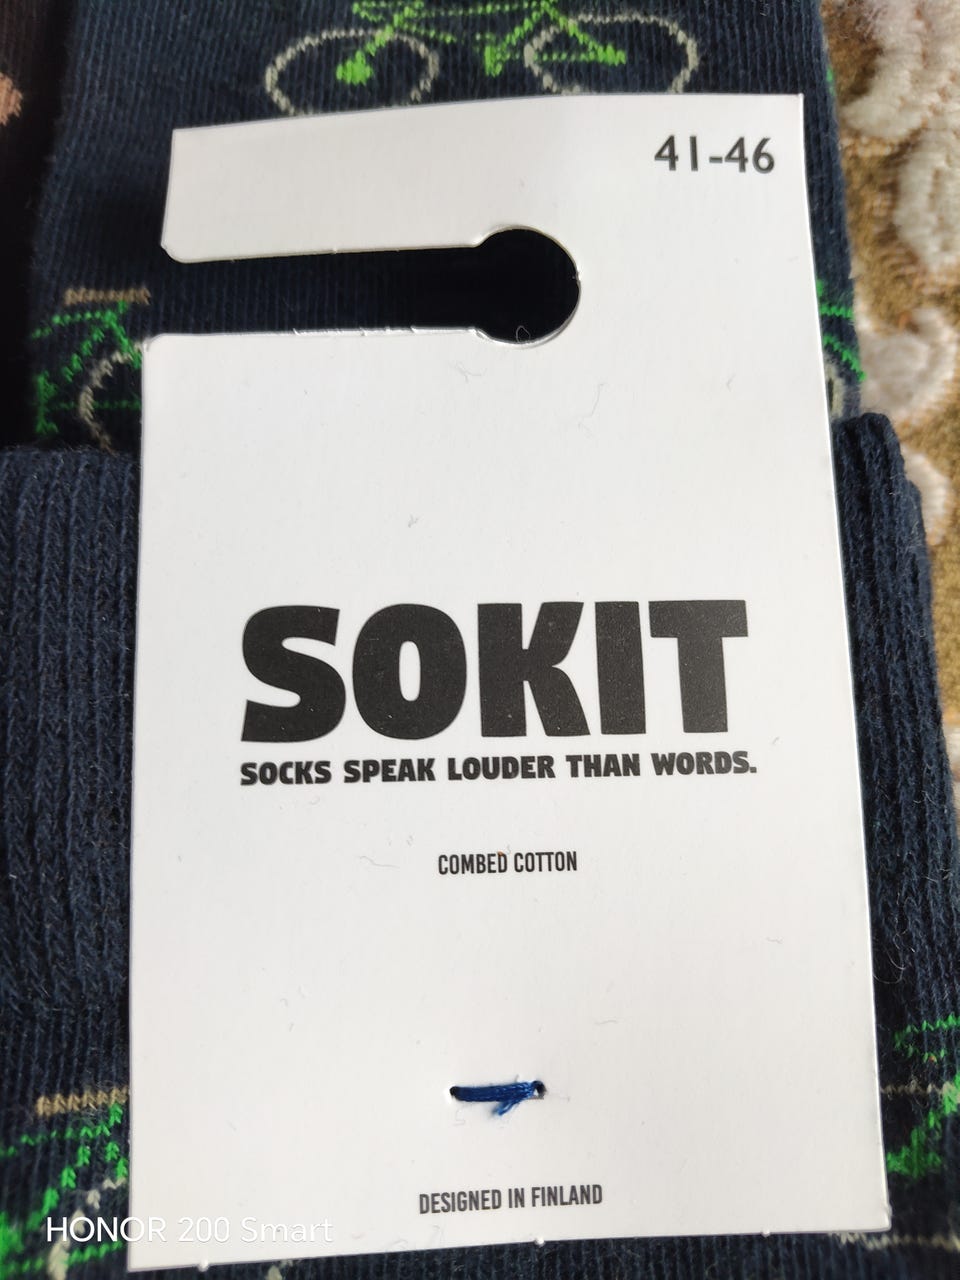 41-46
SOKIT
SOCKS SPEAK LOUDER THAN WORDS.
COMBED COTTON
DESIGNED IN FINLAND
HONOR 200 Smart